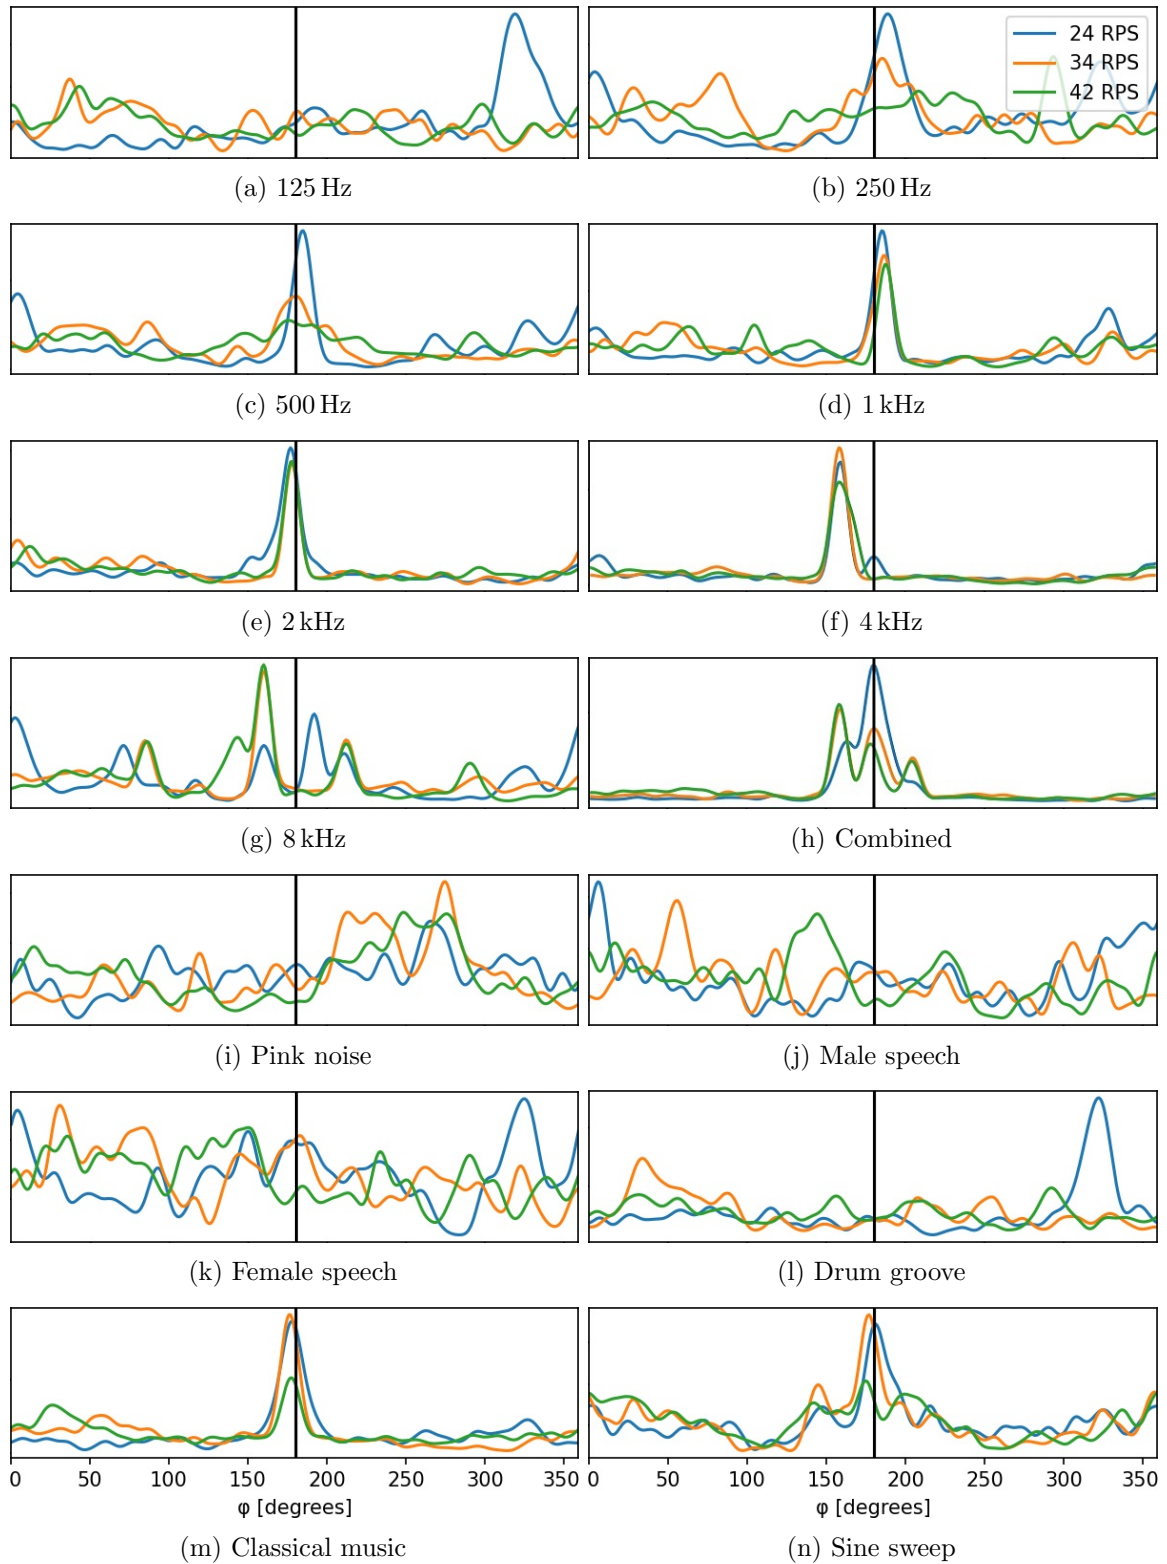 24 RPS
34 RPS
42 RPS
(a) 125 Hz
(b) 250 Hz
(c) 500 Hz
(d) 1 kHz
(e) 2 kHz
(f) 4 kHz
(g) 8 kHz
(h) Combined
(i) Pink noise
(j) Male speech
(k) Female speech
(l) Drum groove
0 50 100 150 200 250 300 350
φ [degrees]
(m) Classical music
0 50 100 150 200 250 300 350
φ [degrees]
(n) Sine sweep